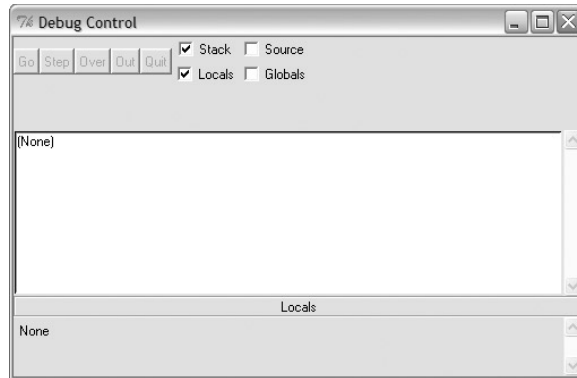 Debug Control
Go Step Over Out Quit
Stack Source
Locals Globals
(None)
Locals
None